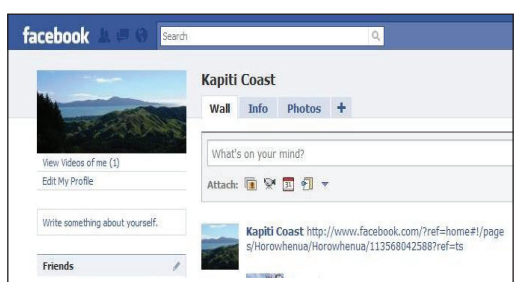 facebook
Search
Kapiti Coast
Wall Info Photos +
What's on your mind?
View Videos of me (1)
Edit My Profile
Attach:
31
Write something about yourself.
Kapiti Coast http://www.facebook.com/?ref=home#!/page
s/Horowhenua/Horowhenua/113568042588?ref=ts
Friends